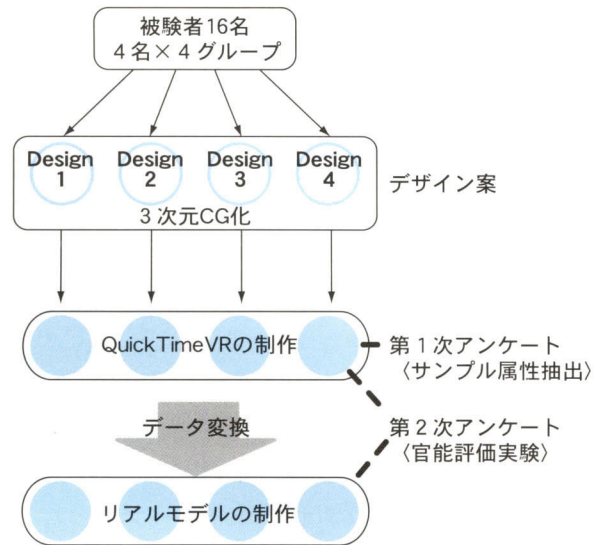 被験者16名
4名×4グループ
Design 1
Design 2
Design 3
Design 4
デザイン案
3次元CG化
QuickTimeVRの制作
第1次アンケート
〈サンプル属性抽出〉
データ変換
第2次アンケート
〈官能評価実験〉
リアルモデルの制作